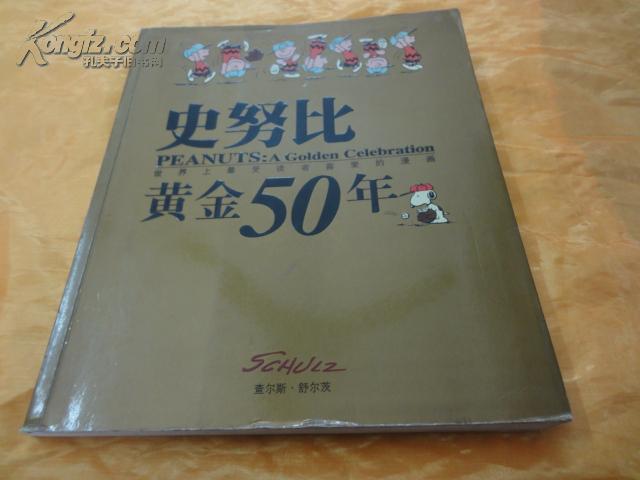 Kongfz.com
孔夫子旧书网
史努比
PEANUTS: A Golden Celebration
世界上最受读者喜爱的漫画
黄金50年
SCHULZ
查尔斯·舒尔茨